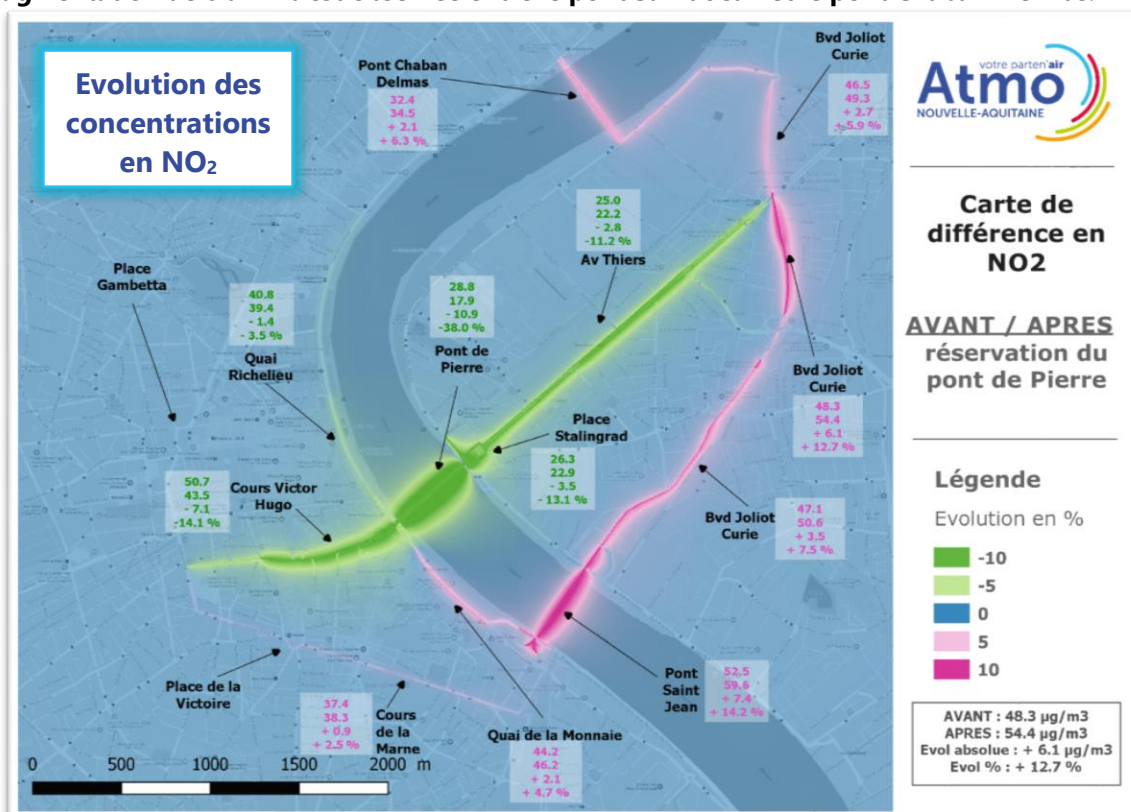 Evolution des
concentrations
en NO₂
Pont Chaban
Delmas
32.4
34.5
+ 2.1
+ 6.3 %
Bvd Joliot
Curie
46.5
49.3
+ 2.7
+5.9 %
25.0
22.2
- 2.8
-11.2 %
Av Thiers
Place
Gambetta
40.8
39.4
- 1.4
- 3.5 %
Quai
Richelieu
28.8
17.9
- 10.9
-38.0 %
Pont de
Pierre
Bvd Joliot
Curie
48.3
54.4
+ 6.1
+ 12.7 %
Place
Stalingrad
26.3
22.9
- 3.5
- 13.1 %
50.7
43.5
- 7.1
-14.1 %
Cours Victor
Hugo
Bvd Joliot
Curie
47.1
50.6
+ 3.5
+ 7.5 %
Place de la
Victoire
37.4
38.3
+ 0.9
+ 2.5 %
Cours
de la
Marne
Quai de la Monnaie
44.2
46.2
+ 2.1
+ 4.7 %
Pont
Saint
Jean
52.5
59.6
+ 7.4
+ 14.2 %
0 500 1000 1500 2000 m
votre parten'air
Atmo
NOUVELLE-AQUITAINE
Carte de
différence en
NO2
AVANT / APRES
réservation du
pont de Pierre
Légende
Evolution en %
-10
-5
0
5
10
AVANT : 48.3 µg/m3
APRES : 54.4 µg/m3
Evol absolue : + 6.1 µg/m3
Evol % : + 12.7 %